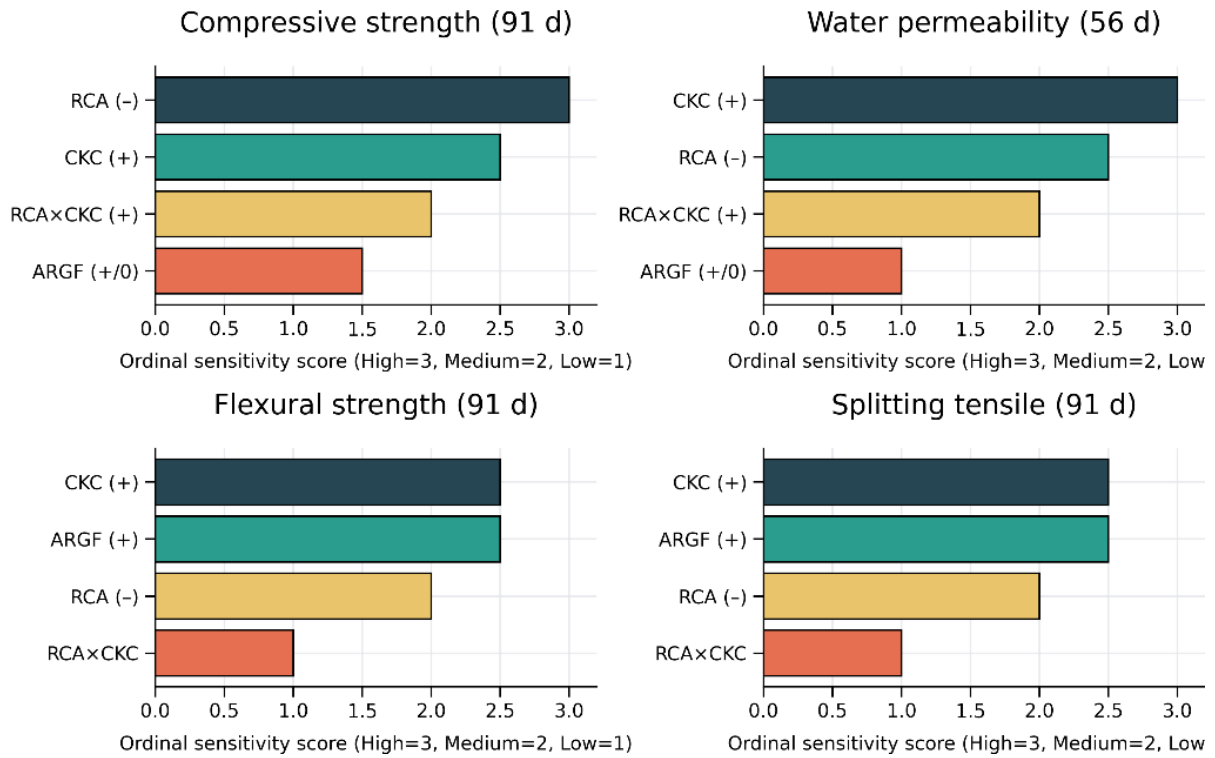 Compressive strength (91 d)
RCA (–)
CKC (+)
RCA×CKC (+)
ARGF (+/0)
0.0 0.5 1.0 1.5 2.0 2.5 3.0
Ordinal sensitivity score (High=3, Medium=2, Low=1)
Water permeability (56 d)
CKC (+)
RCA (–)
RCA×CKC (+)
ARGF (+/0)
0.0 0.5 1.0 1.5 2.0 2.5 3.0
Ordinal sensitivity score (High=3, Medium=2, Low
Flexural strength (91 d)
CKC (+)
ARGF (+)
RCA (–)
RCA×CKC
0.0 0.5 1.0 1.5 2.0 2.5 3.0
Ordinal sensitivity score (High=3, Medium=2, Low=1)
Splitting tensile (91 d)
CKC (+)
ARGF (+)
RCA (–)
RCA×CKC
0.0 0.5 1.0 1.5 2.0 2.5 3.0
Ordinal sensitivity score (High=3, Medium=2, Low